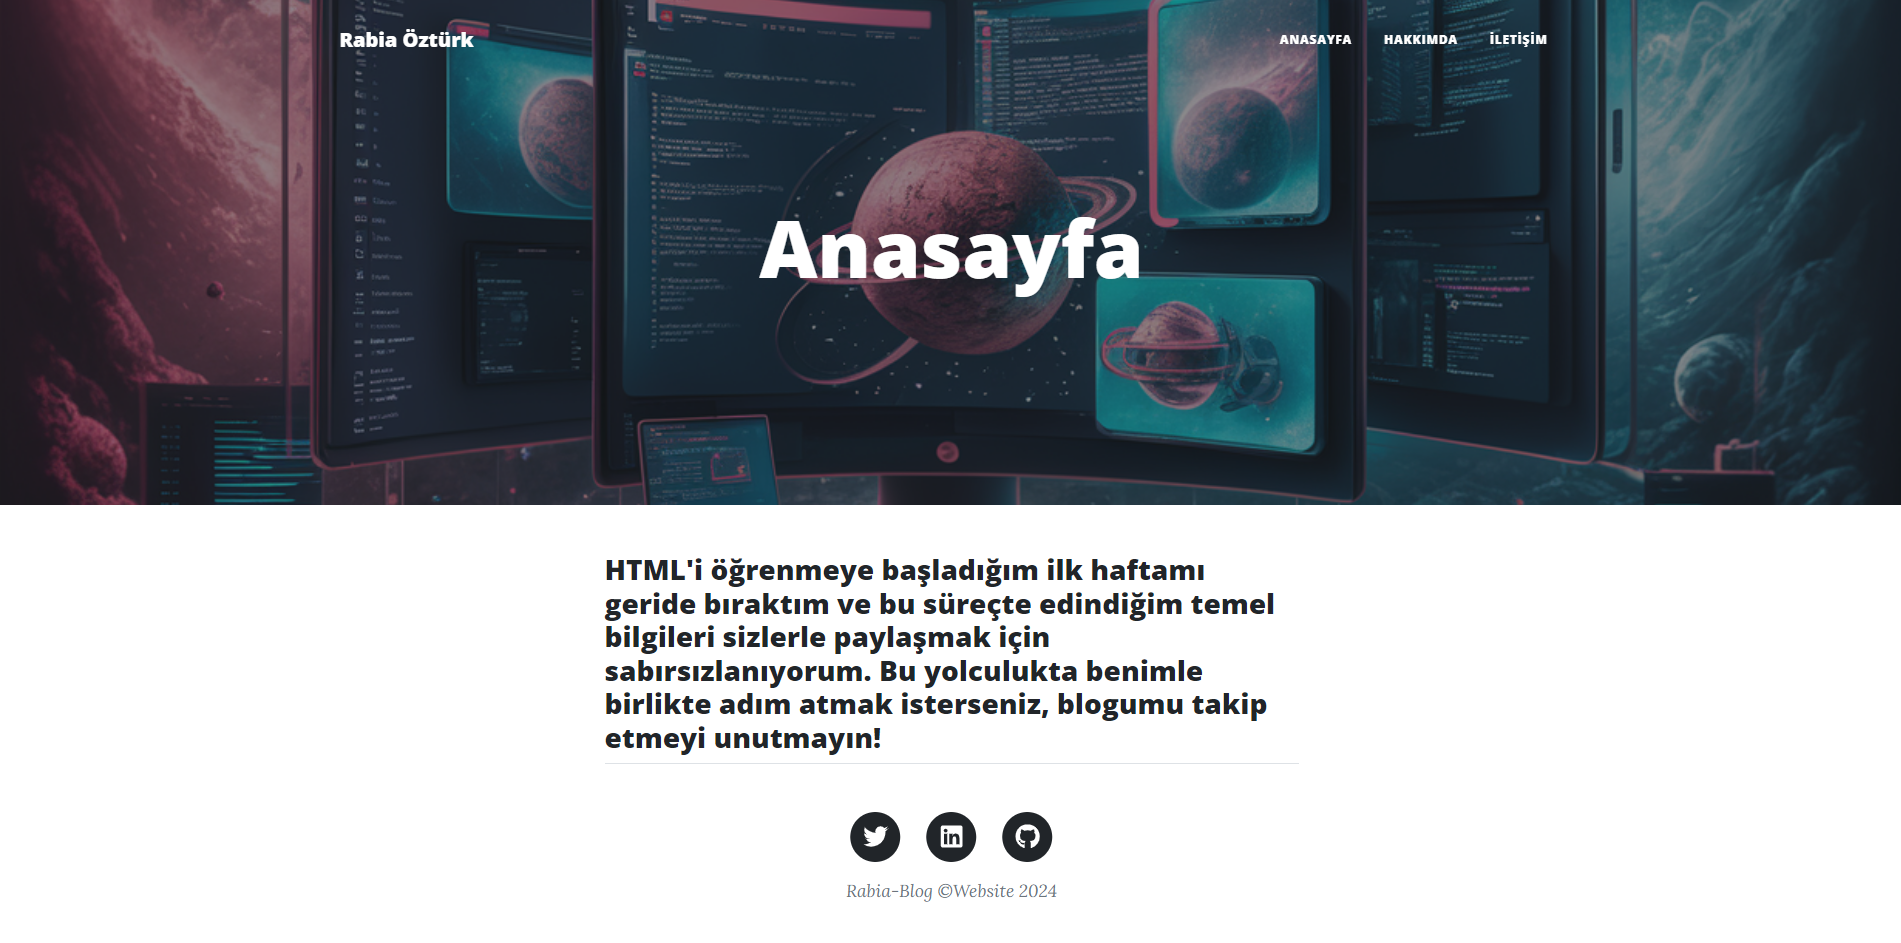 Rabia Öztürk
ANASAYFA HAKKIMDA İLETİŞİM
Anasayfa
HTML'i öğrenmeye başladığım ilk haftamı
geride bıraktım ve bu süreçte edindiğim temel
bilgileri sizlerle paylaşmak için
sabırsızlanıyorum. Bu yolculukta benimle
birlikte adım atmak isterseniz, blogumu takip
etmeyi unutmayın!
Rabia-Blog ©Website 2024